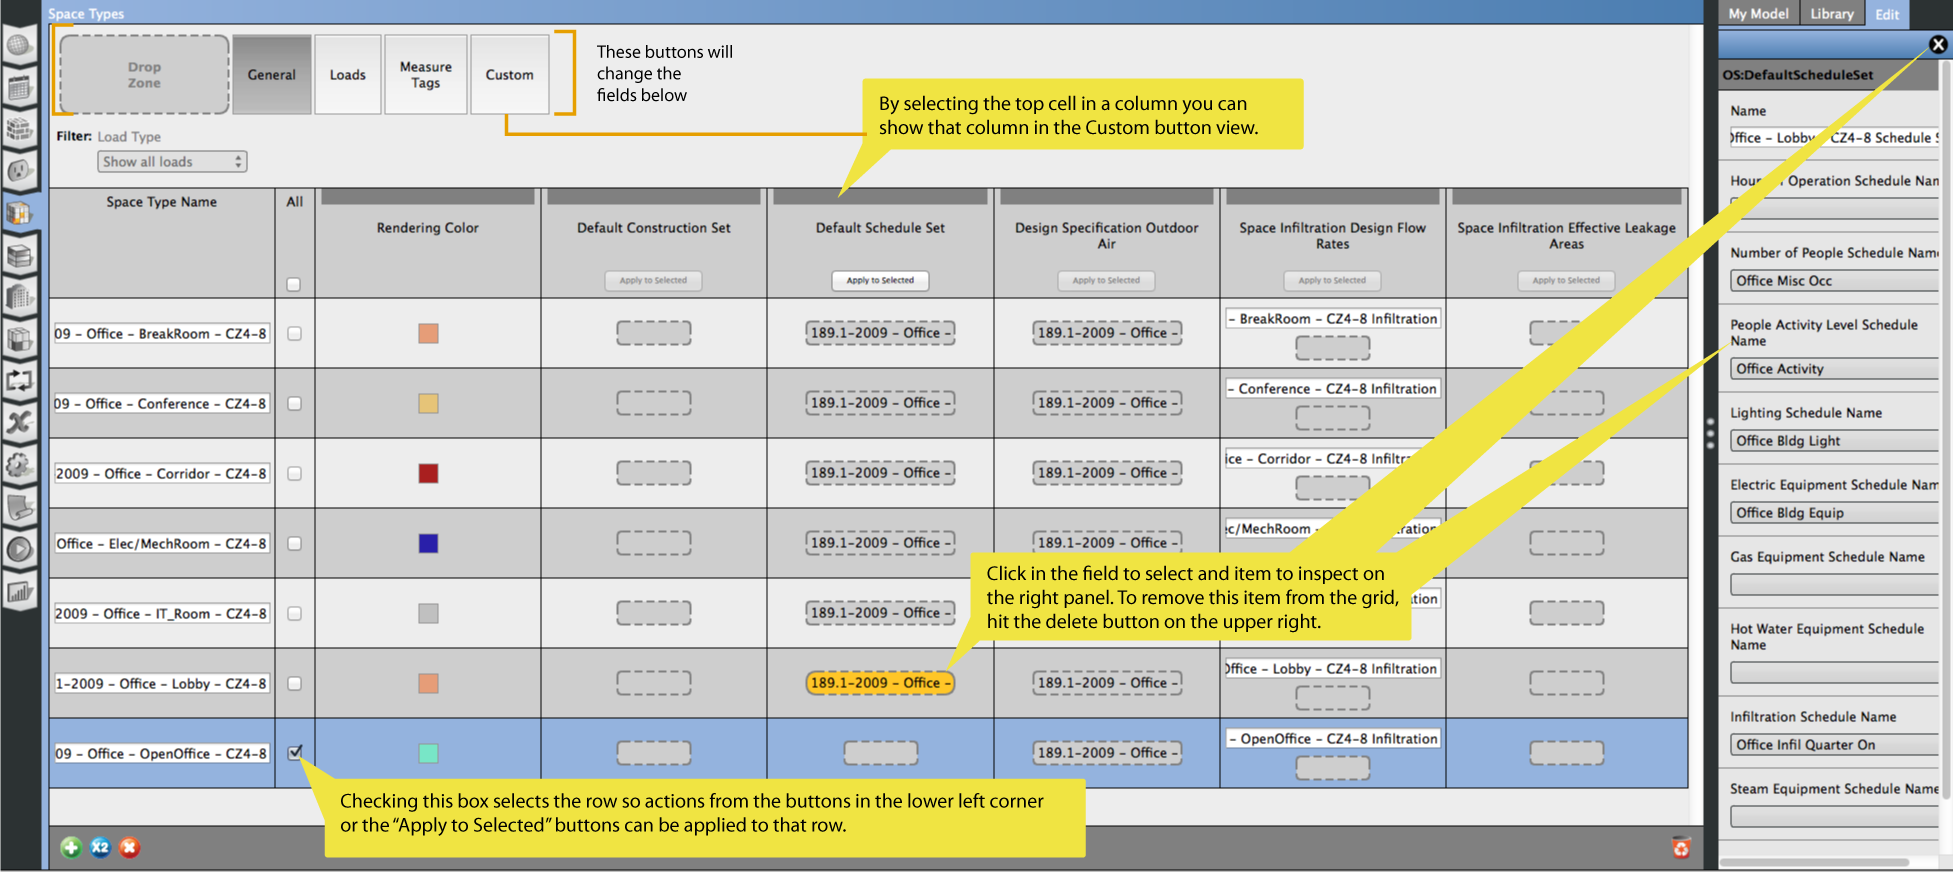 Space Types
My Model
Library
Edit
Drop
Zone
General
Loads
Measure
Tags
Custom
These buttons will
change the
fields below
By selecting the top cell in a column you can
show that column in the Custom button view.
Filter: Load Type
Show all loads
Space Type Name
All
Rendering Color
Default Construction Set
Apply to Selected
Default Schedule Set
Apply to Selected
Design Specification Outdoor
Air
Apply to Selected
Space Infiltration Design Flow
Rates
Apply to Selected
Space Infiltration Effective Leakage
Areas
Apply to Selected
09 – Office – BreakRoom – CZ4–8
189.1–2009 – Office –
189.1–2009 – Office –
– BreakRoom – CZ4–8 Infiltration
09 – Office – Conference – CZ4–8
189.1–2009 – Office –
189.1–2009 – Office –
– Conference – CZ4–8 Infiltration
2009 – Office – Corridor – CZ4–8
189.1–2009 – Office –
189.1–2009 – Office –
ice – Corridor – CZ4–8 Infiltr
Office – Elec/MechRoom – CZ4–8
189.1–2009 – Office –
189.1–2009 – Office –
ec/MechRoom – ration
2009 – Office – IT_Room – CZ4–8
189.1–2009 – Office –
tion
Click in the field to select and item to inspect on
the right panel. To remove this item from the grid,
hit the delete button on the upper right.
1–2009 – Office – Lobby – CZ4–8
189.1–2009 – Office –
189.1–2009 – Office –
Office – Lobby – CZ4–8 Infiltration
09 – Office – OpenOffice – CZ4–8
189.1–2009 – Office –
– OpenOffice – CZ4–8 Infiltration
Checking this box selects the row so actions from the buttons in the lower left corner
or the “Apply to Selected” buttons can be applied to that row.
X2
OS:DefaultScheduleSet
Name
Office – Lobby – CZ4–8 Schedule S
Hour Operation Schedule Nam
Number of People Schedule Name
Office Misc Occ
People Activity Level Schedule
Name
Office Activity
Lighting Schedule Name
Office Bldg Light
Electric Equipment Schedule Nam
Office Bldg Equip
Gas Equipment Schedule Name
Hot Water Equipment Schedule
Name
Infiltration Schedule Name
Office Infil Quarter On
Steam Equipment Schedule Name